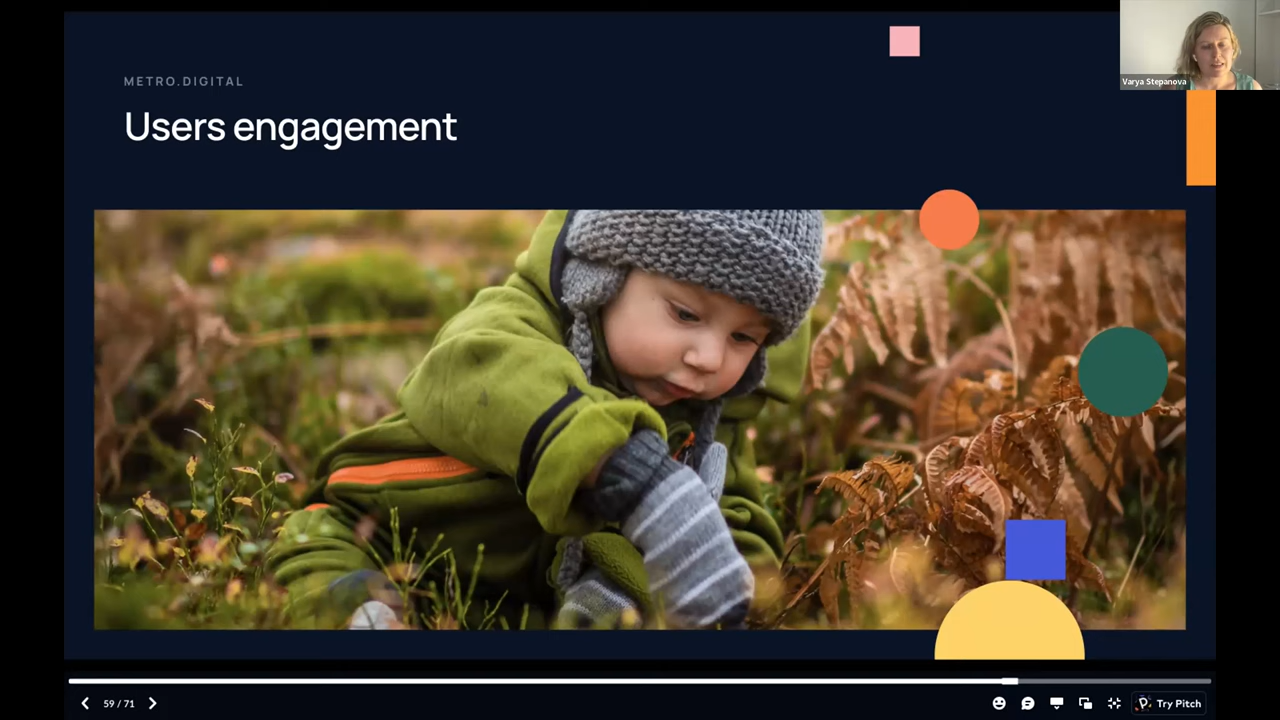 METRO.DIGITAL
Users engagement
Varya Stepanova
59 / 71
Try Pitch